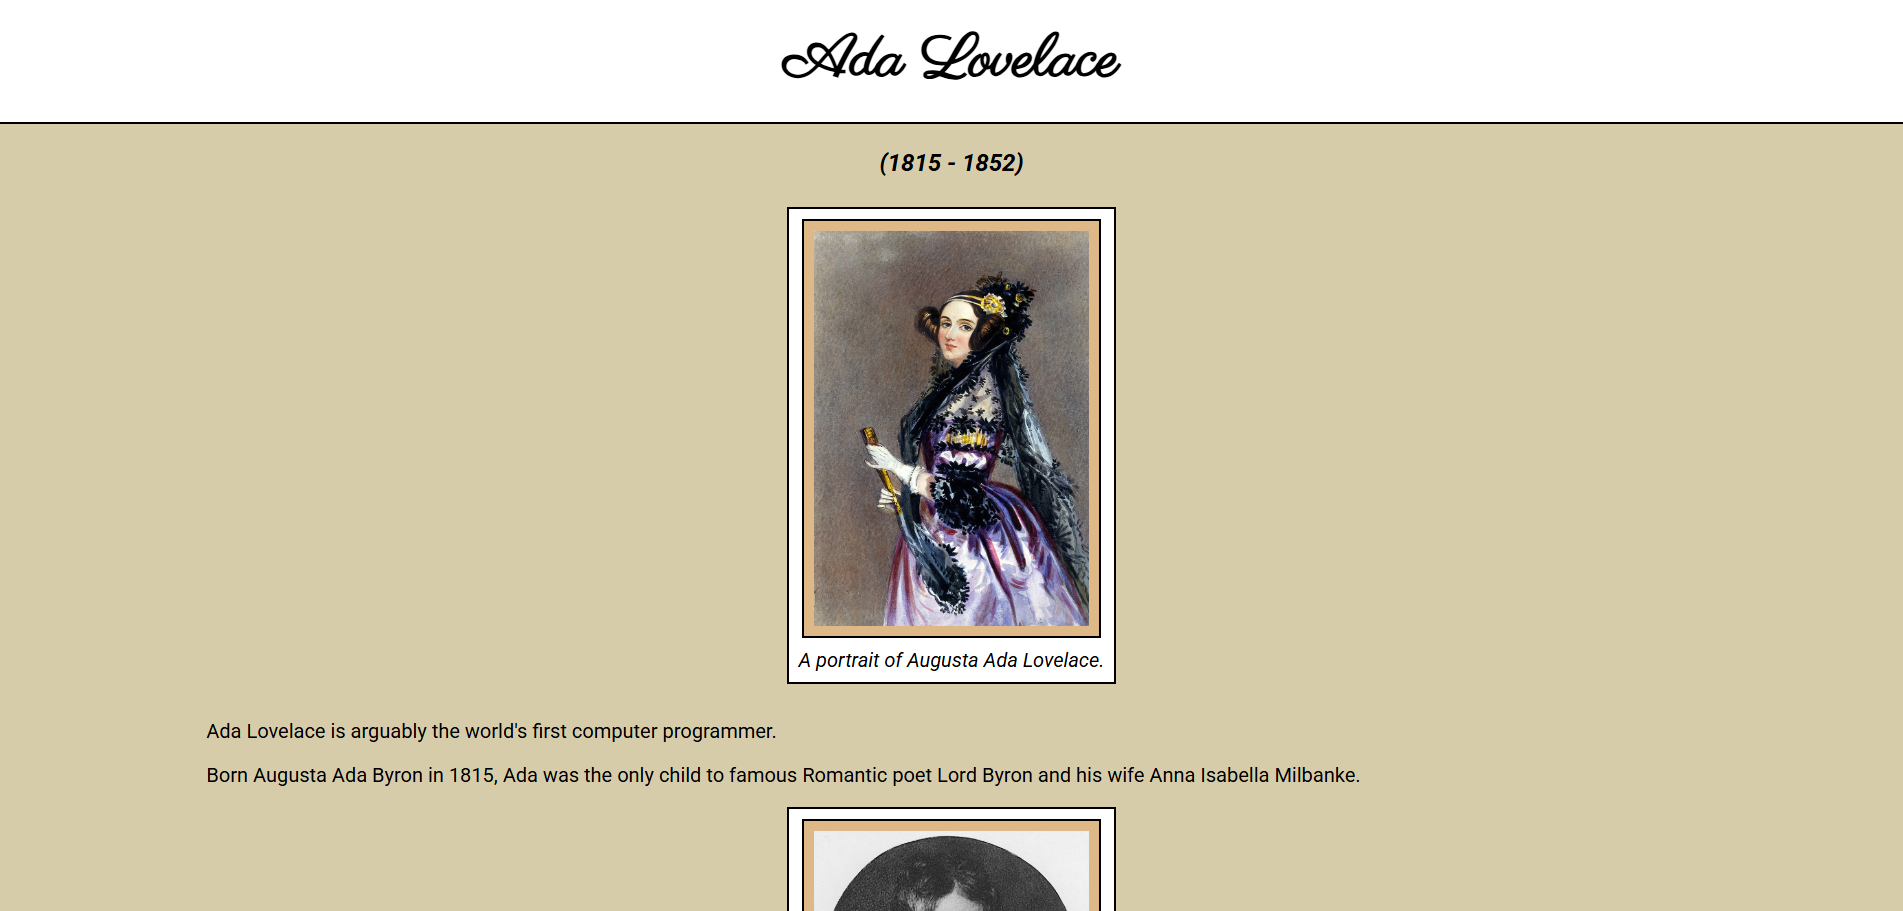 Ada Lovelace
(1815 - 1852)
A portrait of Augusta Ada Lovelace.
Ada Lovelace is arguably the world's first computer programmer.
Born Augusta Ada Byron in 1815, Ada was the only child to famous Romantic poet Lord Byron and his wife Anna Isabella Milbanke.